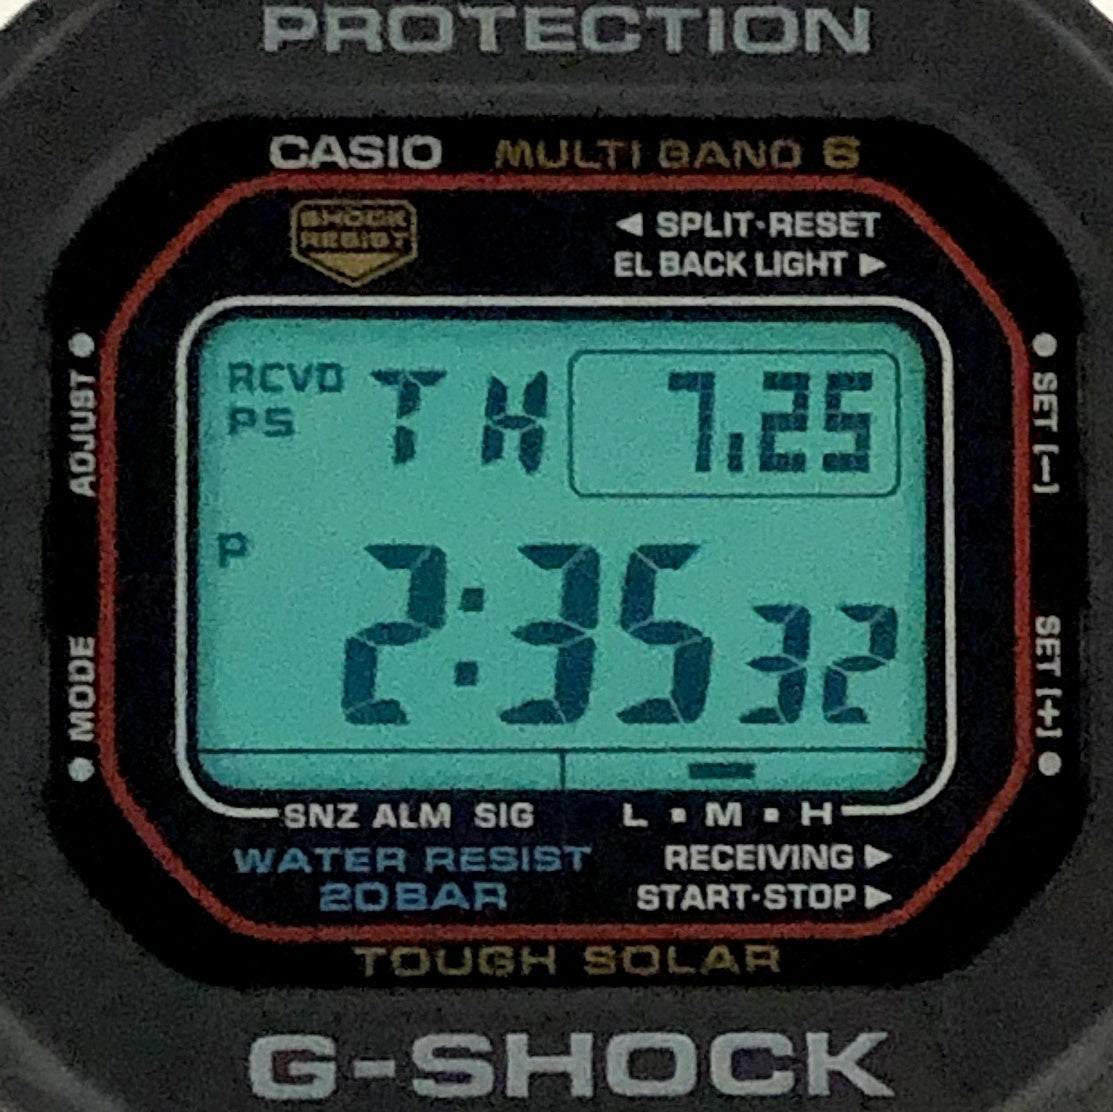 PROTECTION
CASIO MULTI BAND 6
SHOCK
RESIST
◀ SPLIT·RESET
EL BACK LIGHT ▶
ADJUST
MODE
SET [−]
SET [+]
RCVD
PS
TH 7.25
P 2:35 32
SNZ ALM SIG L ▪ M ▪ H
WATER RESIST
20BAR
RECEIVING ▶
START·STOP ▶
TOUGH SOLAR
G-SHOCK